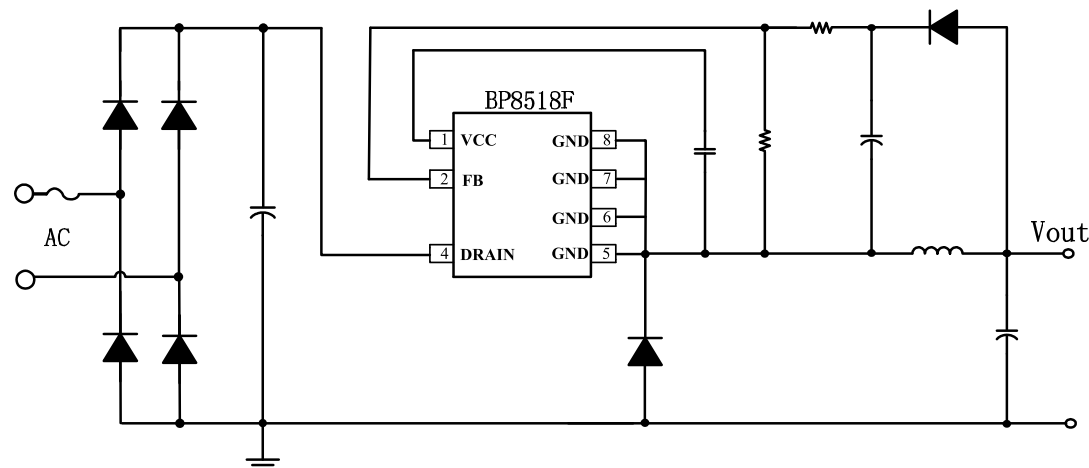 BP8518F
1 VCC GND 8
2 FB GND 7
GND 6
4 DRAIN GND 5
AC
Vout